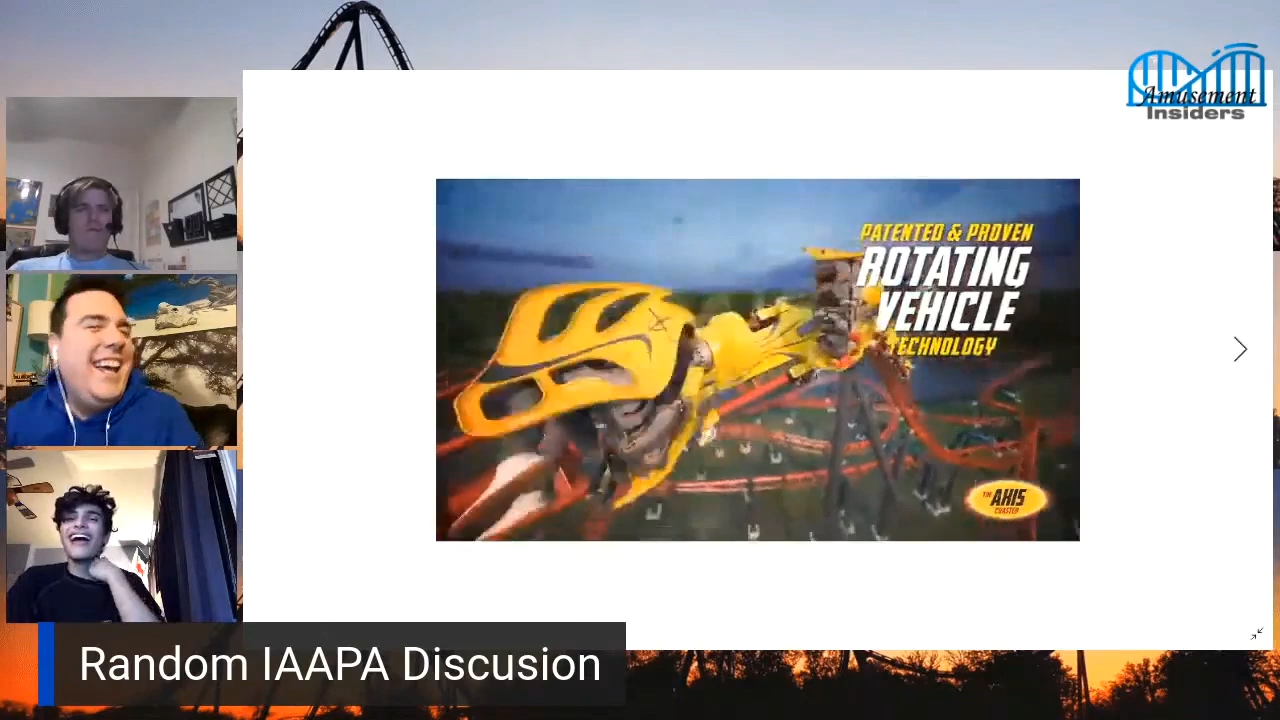 Amusement
Insiders
PATENTED & PROVEN
ROTATING
VEHICLE
TECHNOLOGY
THE AXIS
COASTER
Random IAAPA Discusion